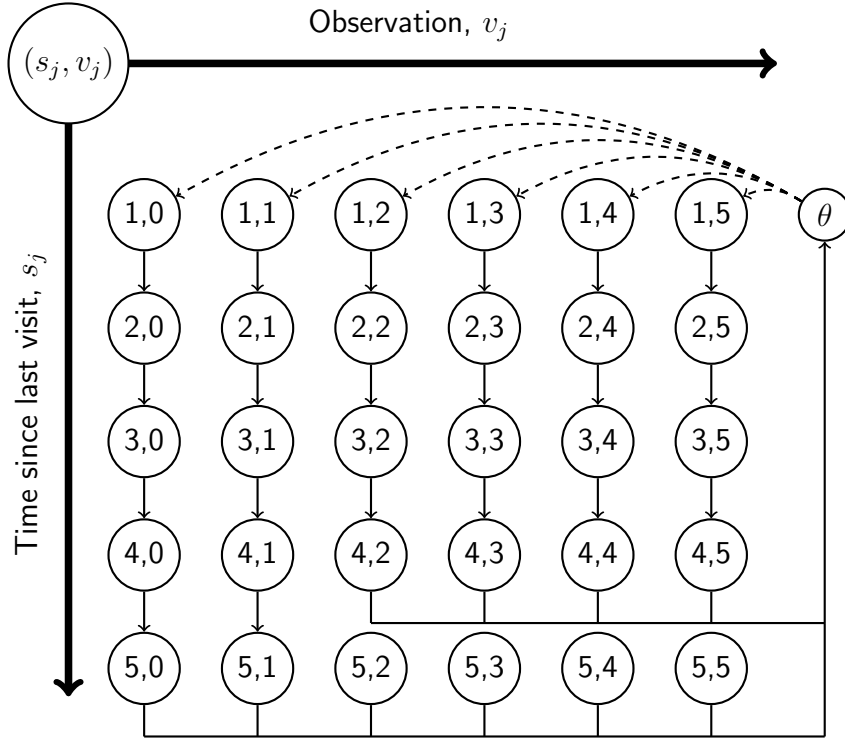 Observation, v_j
(s_j, v_j)
Time since last visit, s_j
1,0 1,1 1,2 1,3 1,4 1,5 θ
2,0 2,1 2,2 2,3 2,4 2,5
3,0 3,1 3,2 3,3 3,4 3,5
4,0 4,1 4,2 4,3 4,4 4,5
5,0 5,1 5,2 5,3 5,4 5,5